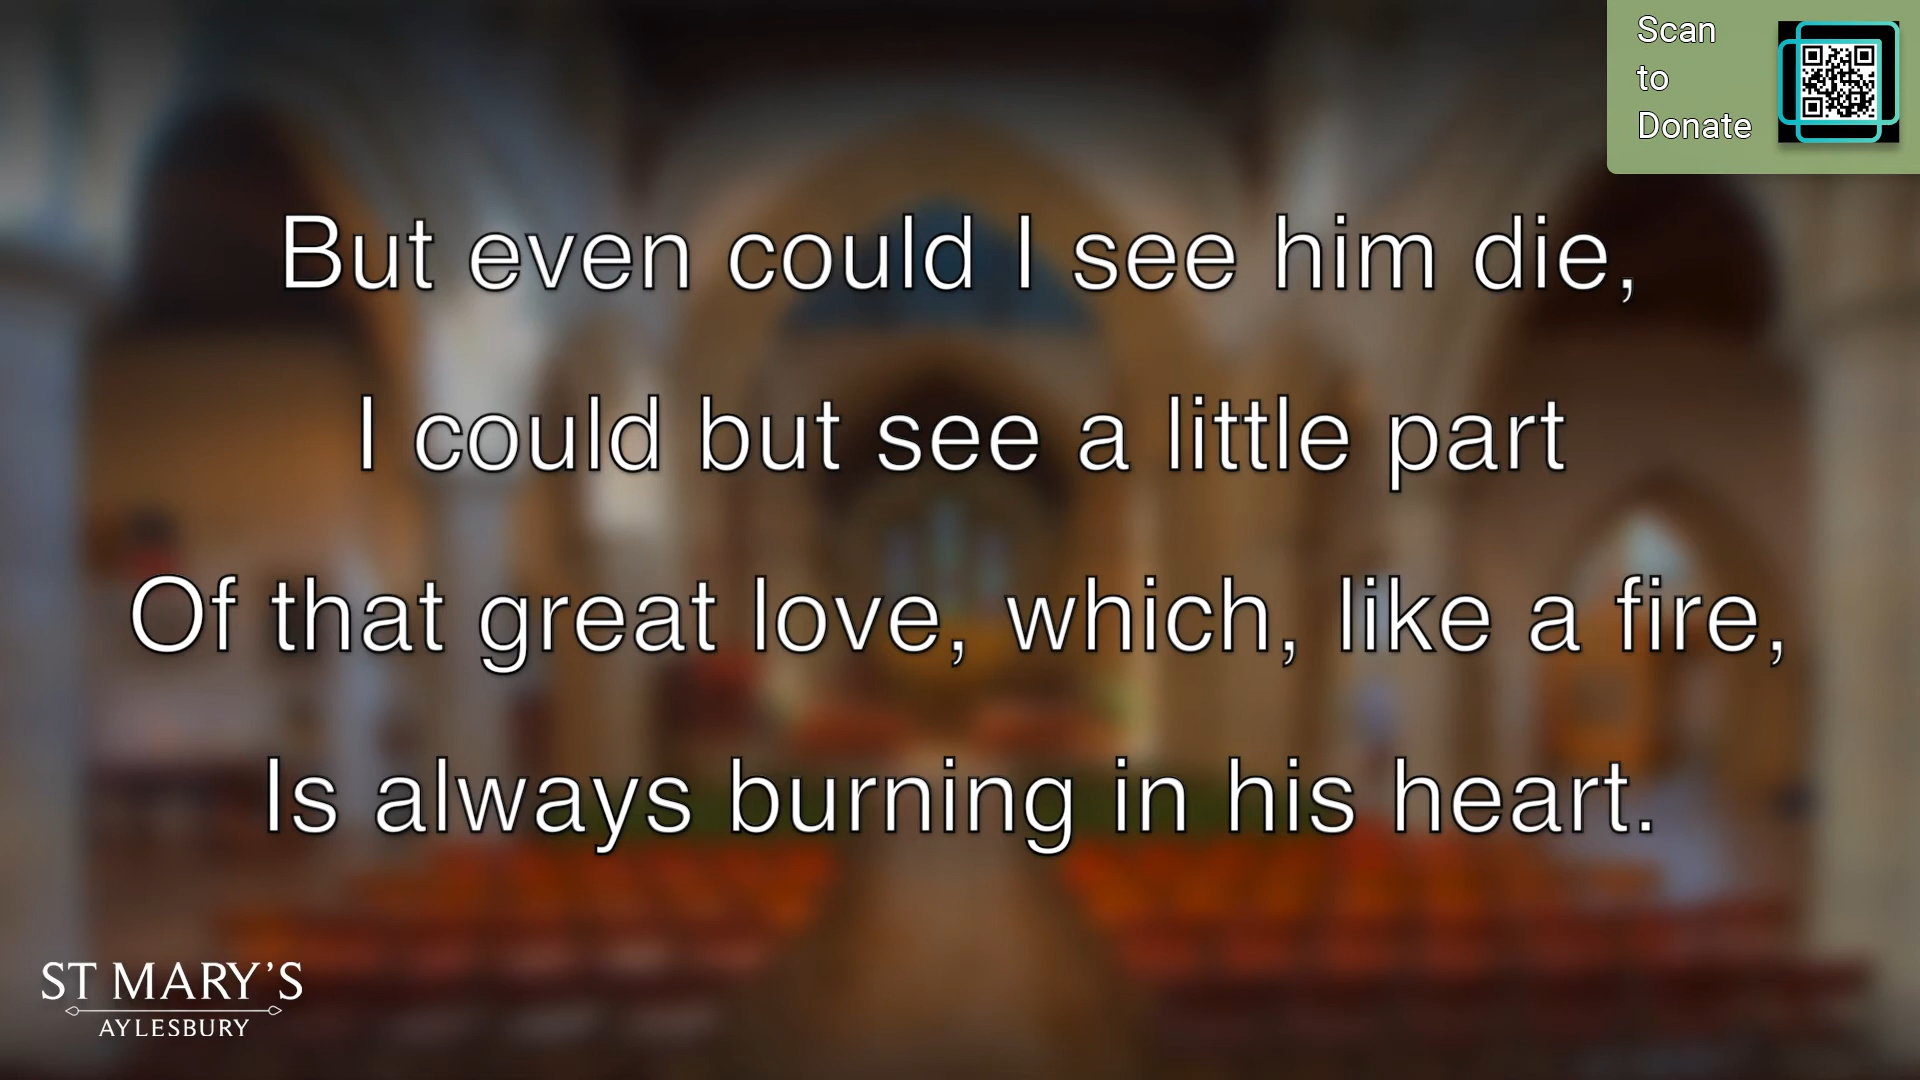 Scan
to
Donate
But even could I see him die,
I could but see a little part
Of that great love, which, like a fire,
Is always burning in his heart.
ST MARY'S
AYLESBURY